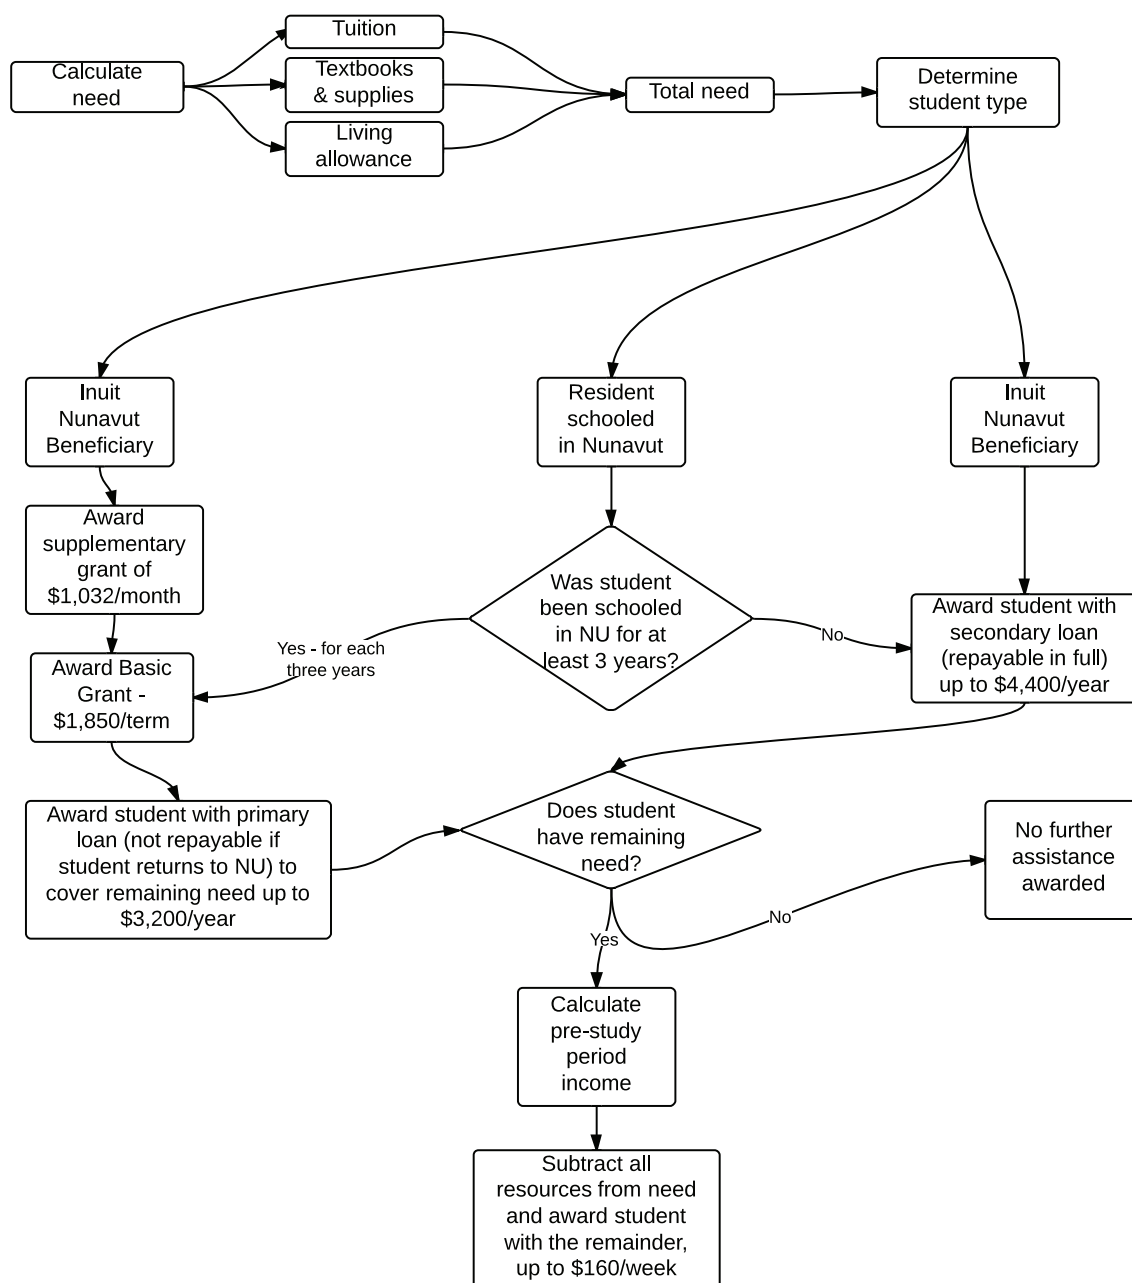 Calculate
need
Tuition
Textbooks
& supplies
Living
allowance
Total need
Determine
student type
Inuit
Nunavut
Beneficiary
Resident
schooled
in Nunavut
Inuit
Nunavut
Beneficiary
Award
supplementary
grant of
$1,032/month
Was student
been schooled
in NU for at
least 3 years?
Yes - for each
three years
No
Award Basic
Grant -
$1,850/term
Award student with
secondary loan
(repayable in full)
up to $4,400/year
Award student with primary
loan (not repayable if
student returns to NU) to
cover remaining need up to
$3,200/year
Does student
have remaining
need?
No further
assistance
awarded
No
Yes
Calculate
pre-study
period
income
Subtract all
resources from need
and award student
with the remainder,
up to $160/week